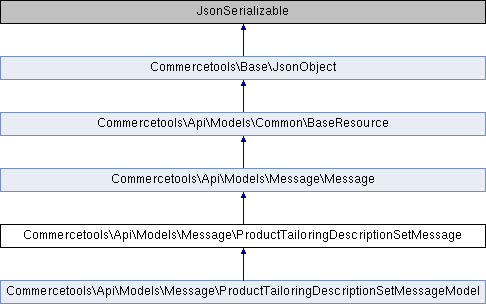 JsonSerializable
Commercetools\Base\JsonObject
Commercetools\Api\Models\Common\BaseResource
Commercetools\Api\Models\Message\Message
Commercetools\Api\Models\Message\ProductTailoringDescriptionSetMessage
Commercetools\Api\Models\Message\ProductTailoringDescriptionSetMessageModel